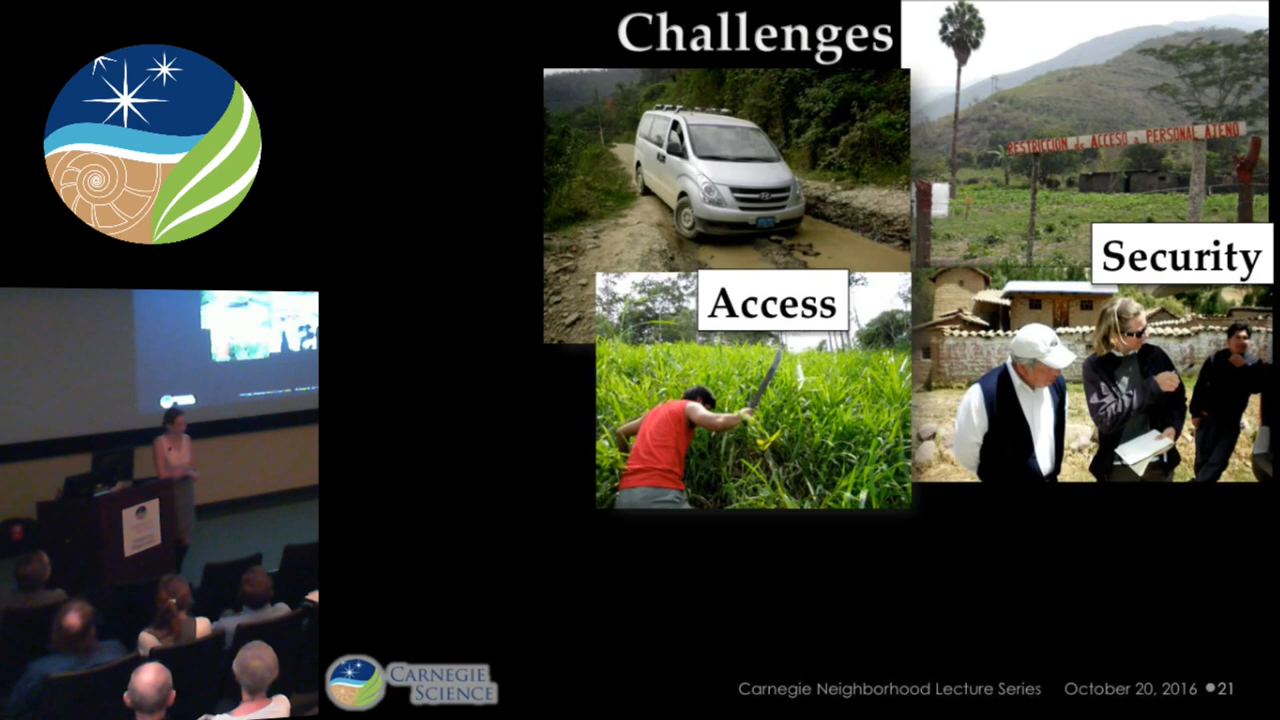 Challenges
RESTRICCION de ACCESO a PERSONAL AJENO
Security
Access
CARNEGIE
SCIENCE
Carnegie Neighborhood Lecture Series October 20, 2016 21